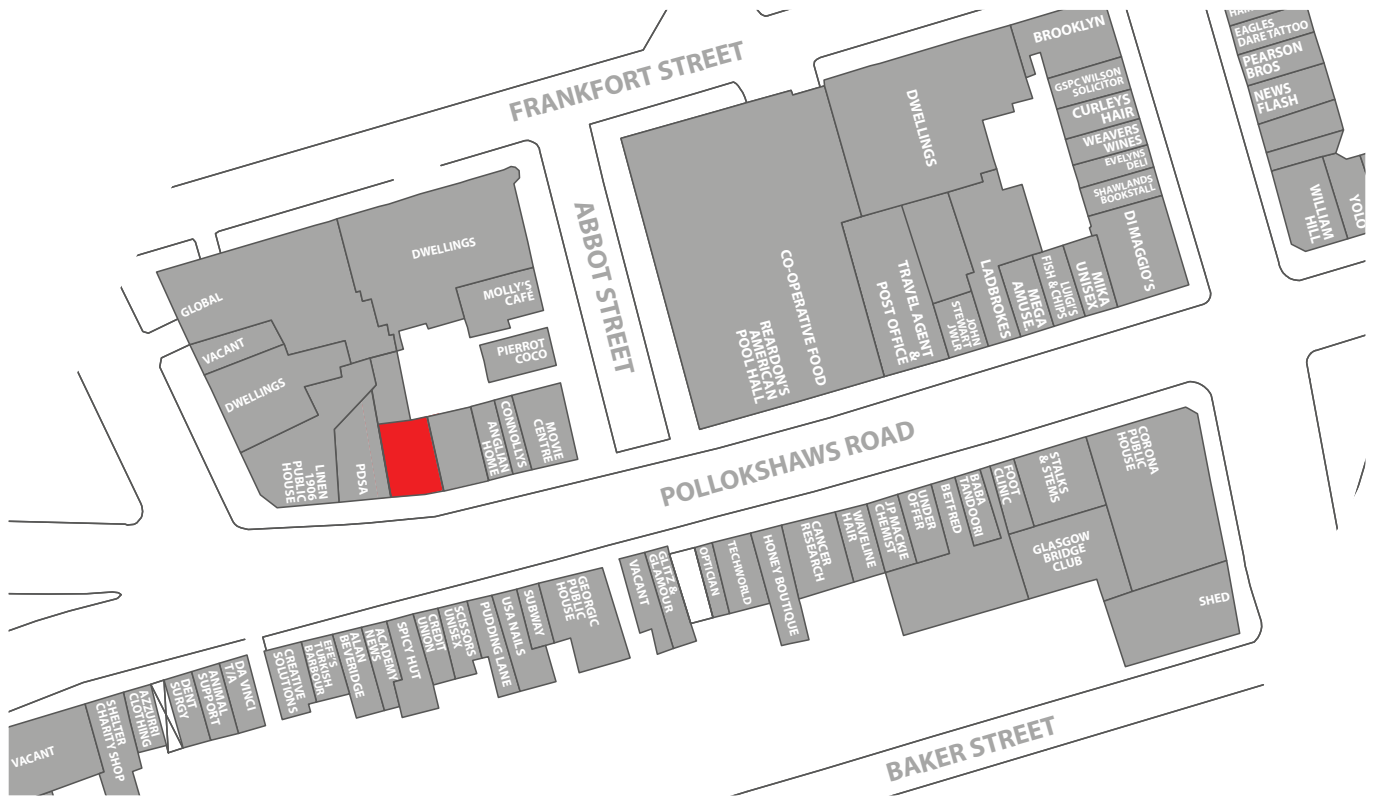 FRANKFORT STREET
BROOKLYN
GSPC WILSON
SOLICITOR
CURLEYS
HAIR
WEAVERS
WINES
EVELYNS
DELI
SHAWLANDS
BOOKSTALL
DI MAGGIO'S
EAGLES
DARE TATTOO
PEARSON
BROS
NEWS
FLASH
WILLIAM
HILL
YOLO
DWELLINGS
DWELLINGS
GLOBAL
VACANT
DWELLINGS
MOLLY'S
CAFE
PIERROT
COCO
ABBOT STREET
LINEN
1906
PUBLIC
HOUSE
PDSA
ANGLIAN
HOME
CONNOLLYS
MOVIE
CENTRE
CO-OPERATIVE FOOD
REARDON'S
AMERICAN
POOL HALL
TRAVEL AGENT
&
POST OFFICE
JOHN
STEWART
JWLR
LADBROKES
MEGA
AMUSE.
LUIGI'S
FISH & CHIPS
MIKA
UNISEX
POLLOKSHAWS ROAD
CORONA
PUBLIC
HOUSE
STALKS
& STEMS
FOOT
CLINIC
BABA
TANDOORI
BETFRED
UNDER
OFFER
JP MACKIE
CHEMIST
WAVELINE
HAIR
CANCER
RESEARCH
HONEY BOUTIQUE
TECHWORLD
OPTICIAN
GLITZ &
GLAMOUR
VACANT
GLASGOW
BRIDGE
CLUB
SHED
GEORGIC
PUBLIC
HOUSE
SUBWAY
USA NAILS
PUDDING LANE
SCISSORS
UNISEX
CREDIT
UNION
SPICY HUT
ACADEMY
NEWS
ALAN
BEVERIDGE
EFE'S
TURKISH
BARBOUR
CREATIVE
SOLUTIONS
DA VINCI
T/A
ANIMAL
SUPPORT
DENT
SURGY
AZZURRI
CLOTHING
SHELTER
CHARITY SHOP
VACANT
BAKER STREET